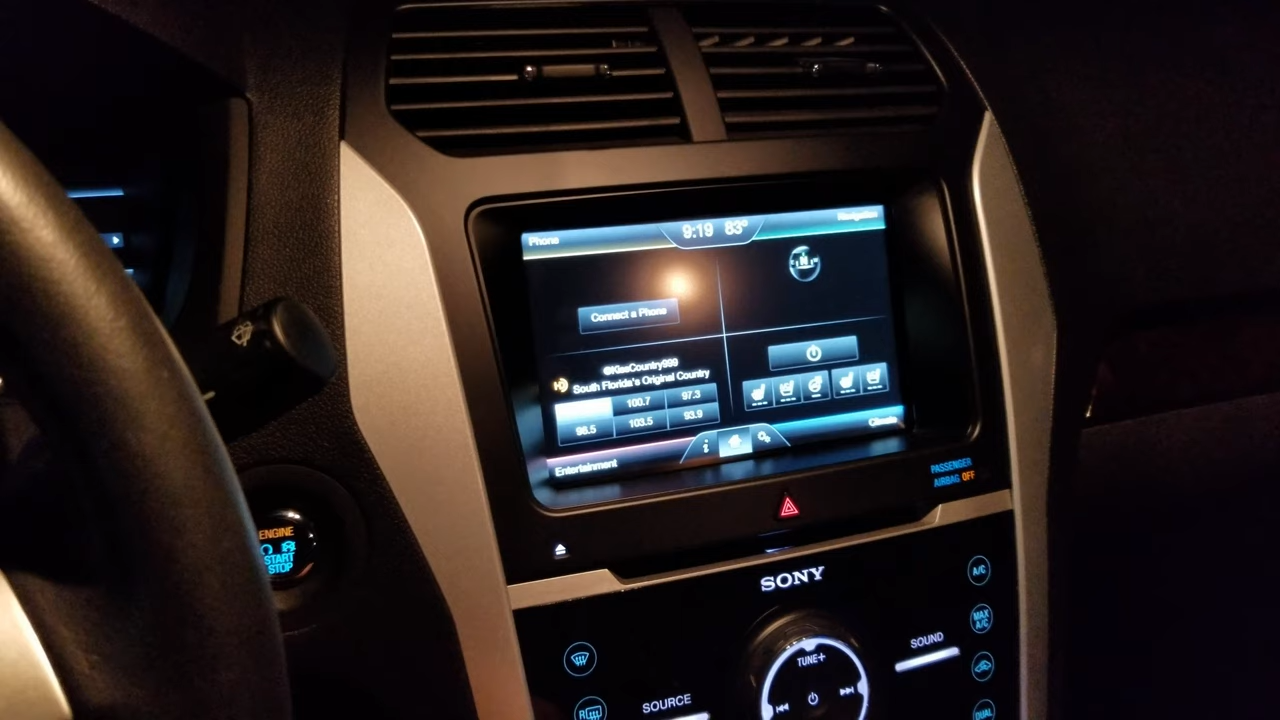 Phone
9:19 83°
Navigation
N
Connect a Phone
@KissCountry999
South Florida's Original Country
100.7
97.3
98.5
103.5
93.9
Climate
Entertainment
i
PASSENGER
AIRBAG OFF
ENGINE
START
STOP
SONY
A/C
MAX
A/C
TUNE+
SOUND
SOURCE
R
DUAL